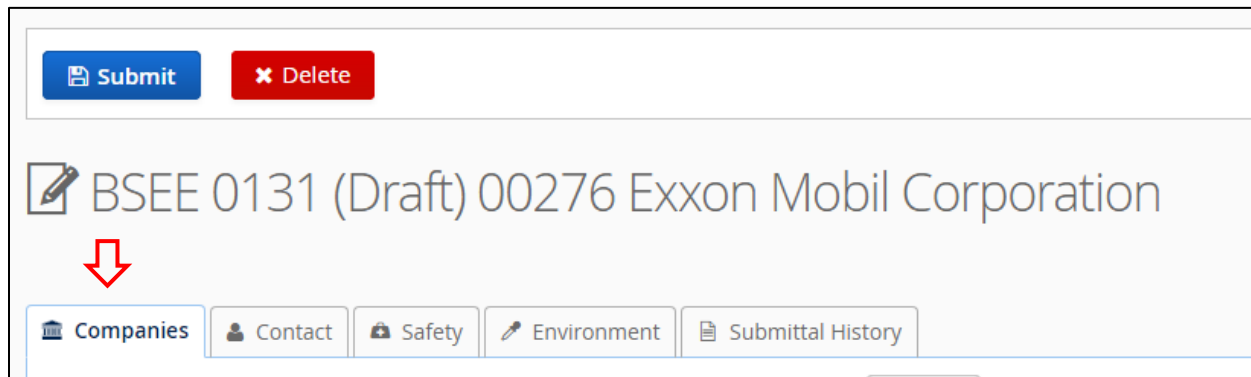 Submit Delete
BSEE 0131 (Draft) 00276 Exxon Mobil Corporation
Companies Contact Safety Environment Submittal History